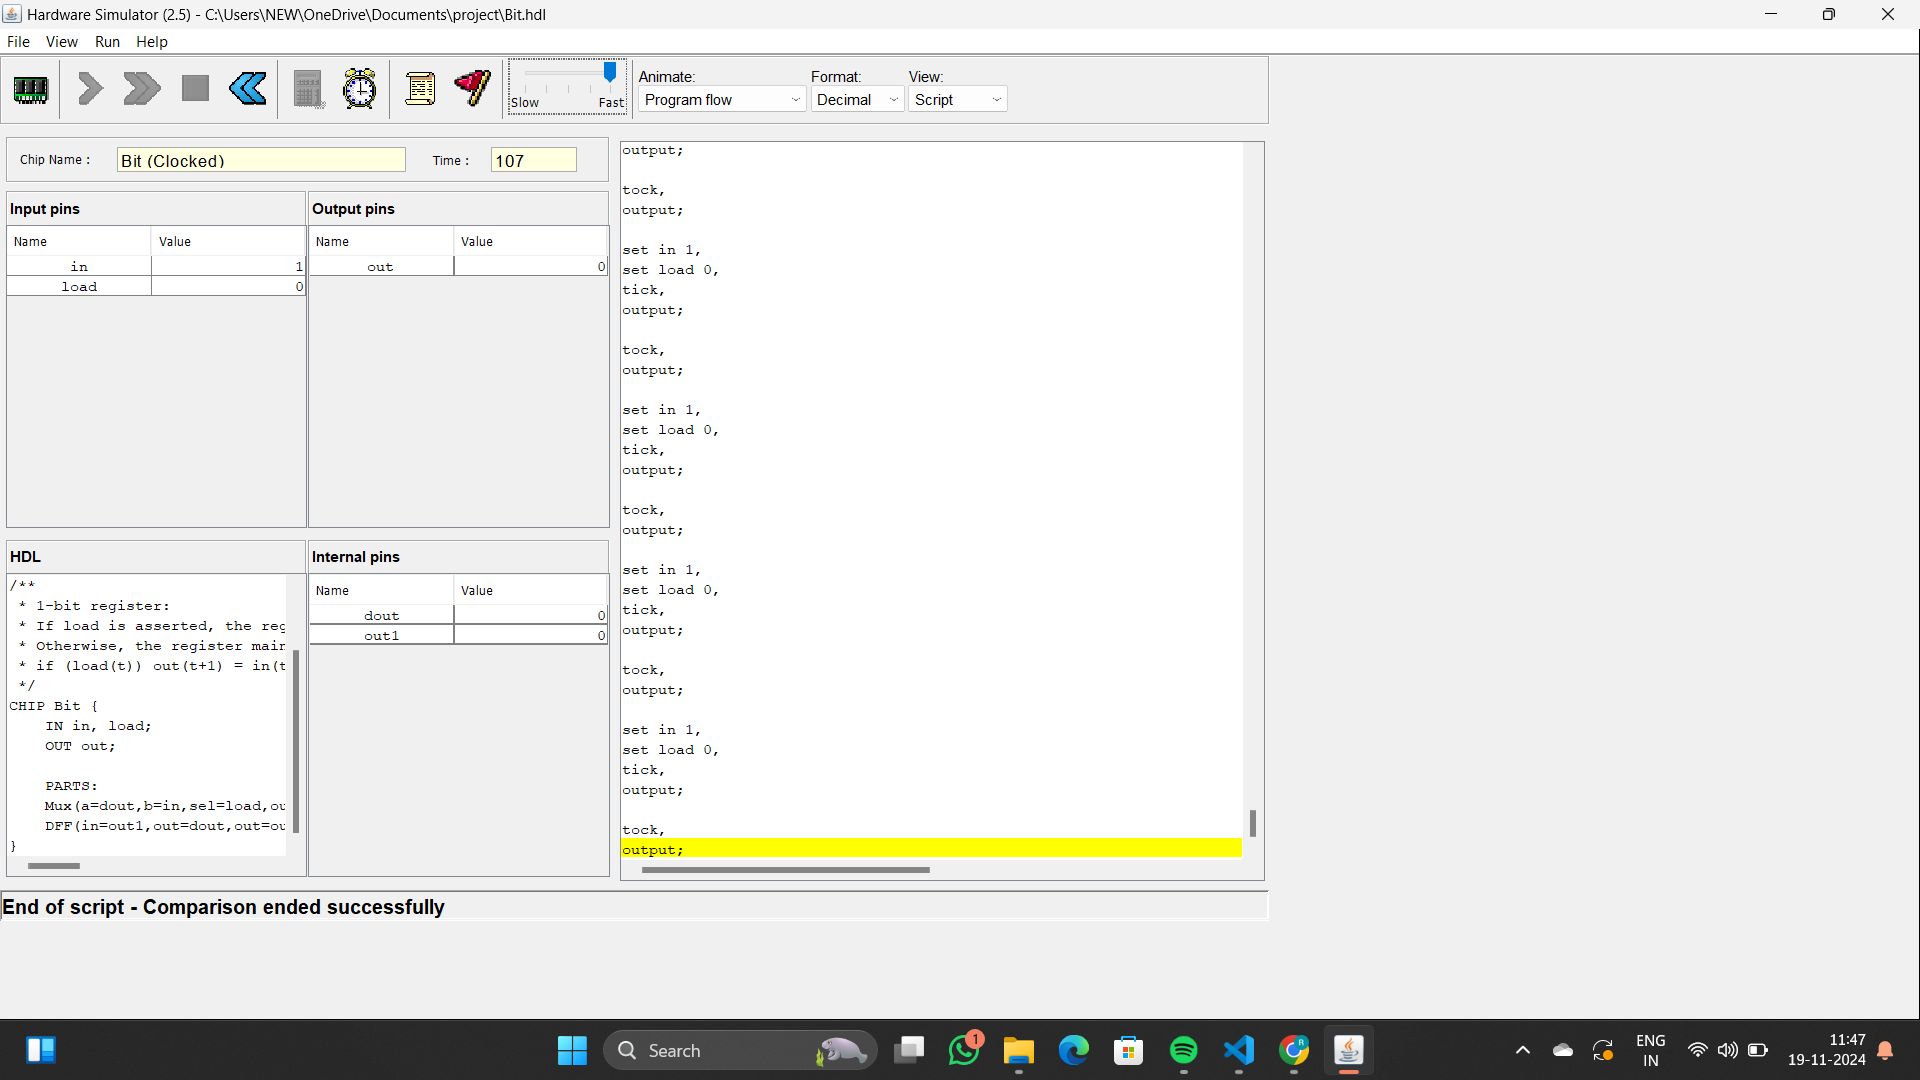 Hardware Simulator (2.5) - C:\Users\NEW\OneDrive\Documents\project\Bit.hdl
File View Run Help
Slow Fast
Animate: Format: View:
Program flow Decimal Script
Chip Name : Bit (Clocked) Time : 107
Input pins
Name Value
in 1
load 0
Output pins
Name Value
out 0
HDL
/**
* 1-bit register:
* If load is asserted, the reg
* Otherwise, the register main
* if (load(t)) out(t+1) = in(t
*/
CHIP Bit {
IN in, load;
OUT out;
PARTS:
Mux(a=dout,b=in,sel=load,ou
DFF(in=out1,out=dout,out=ou
}
Internal pins
Name Value
dout 0
out1 0
output;
tock,
output;
set in 1,
set load 0,
tick,
output;
tock,
output;
set in 1,
set load 0,
tick,
output;
tock,
output;
set in 1,
set load 0,
tick,
output;
tock,
output;
set in 1,
set load 0,
tick,
output;
tock,
output;
End of script - Comparison ended successfully
Search
1
R
ENG
IN
11:47
19-11-2024